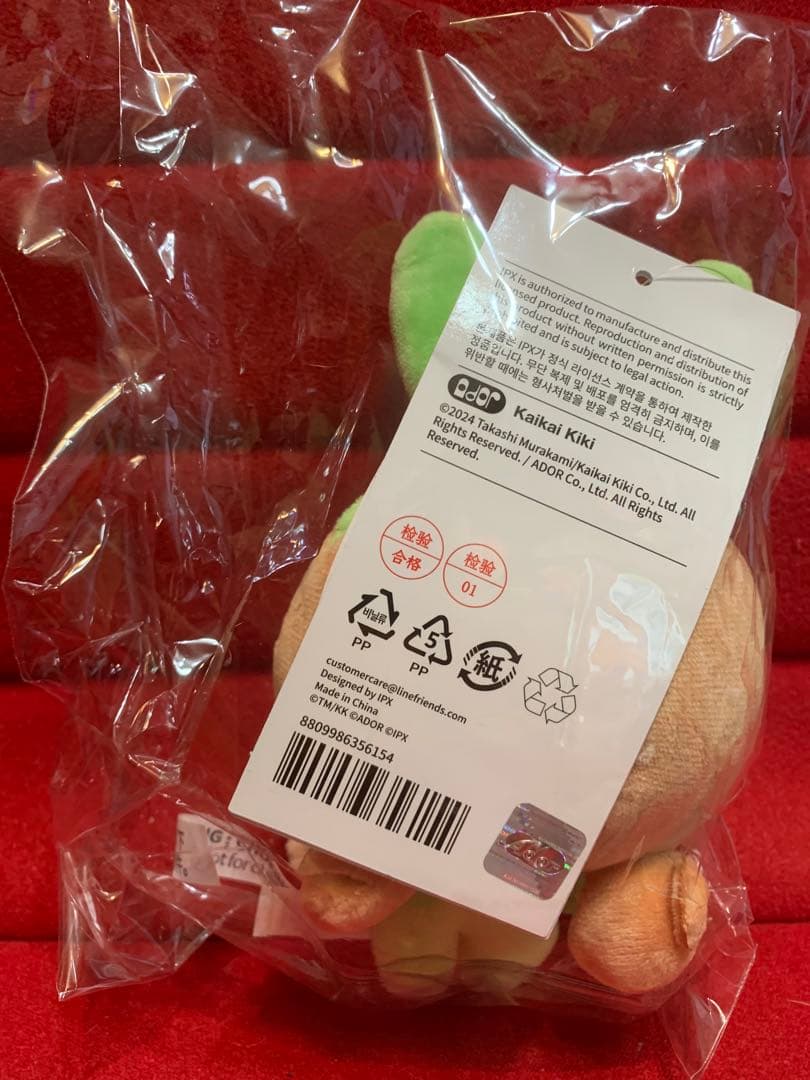 IPX is authorized to manufacture and distribute this
licensed product. Reproduction and distribution of
this product without written permission is strictly
prohibited and is subject to legal action.
본 제품은 IPX가 정식 라이선스 계약을 통하여 제작한
정품입니다. 무단 복제 및 배포를 엄격히 금지하며, 이를
위반할 때에는 형사처벌을 받을 수 있습니다.
ador Kaikai Kiki
©2024 Takashi Murakami/Kaikai Kiki Co., Ltd. All
Rights Reserved. / ADOR Co., Ltd. All Rights
Reserved.
检验
合格
检验
01
비닐류
PP
5
PP
紙
customercare@linefriends.com
Designed by IPX
Made in China
©TM/KK ©ADOR ©IPX
8809986356154